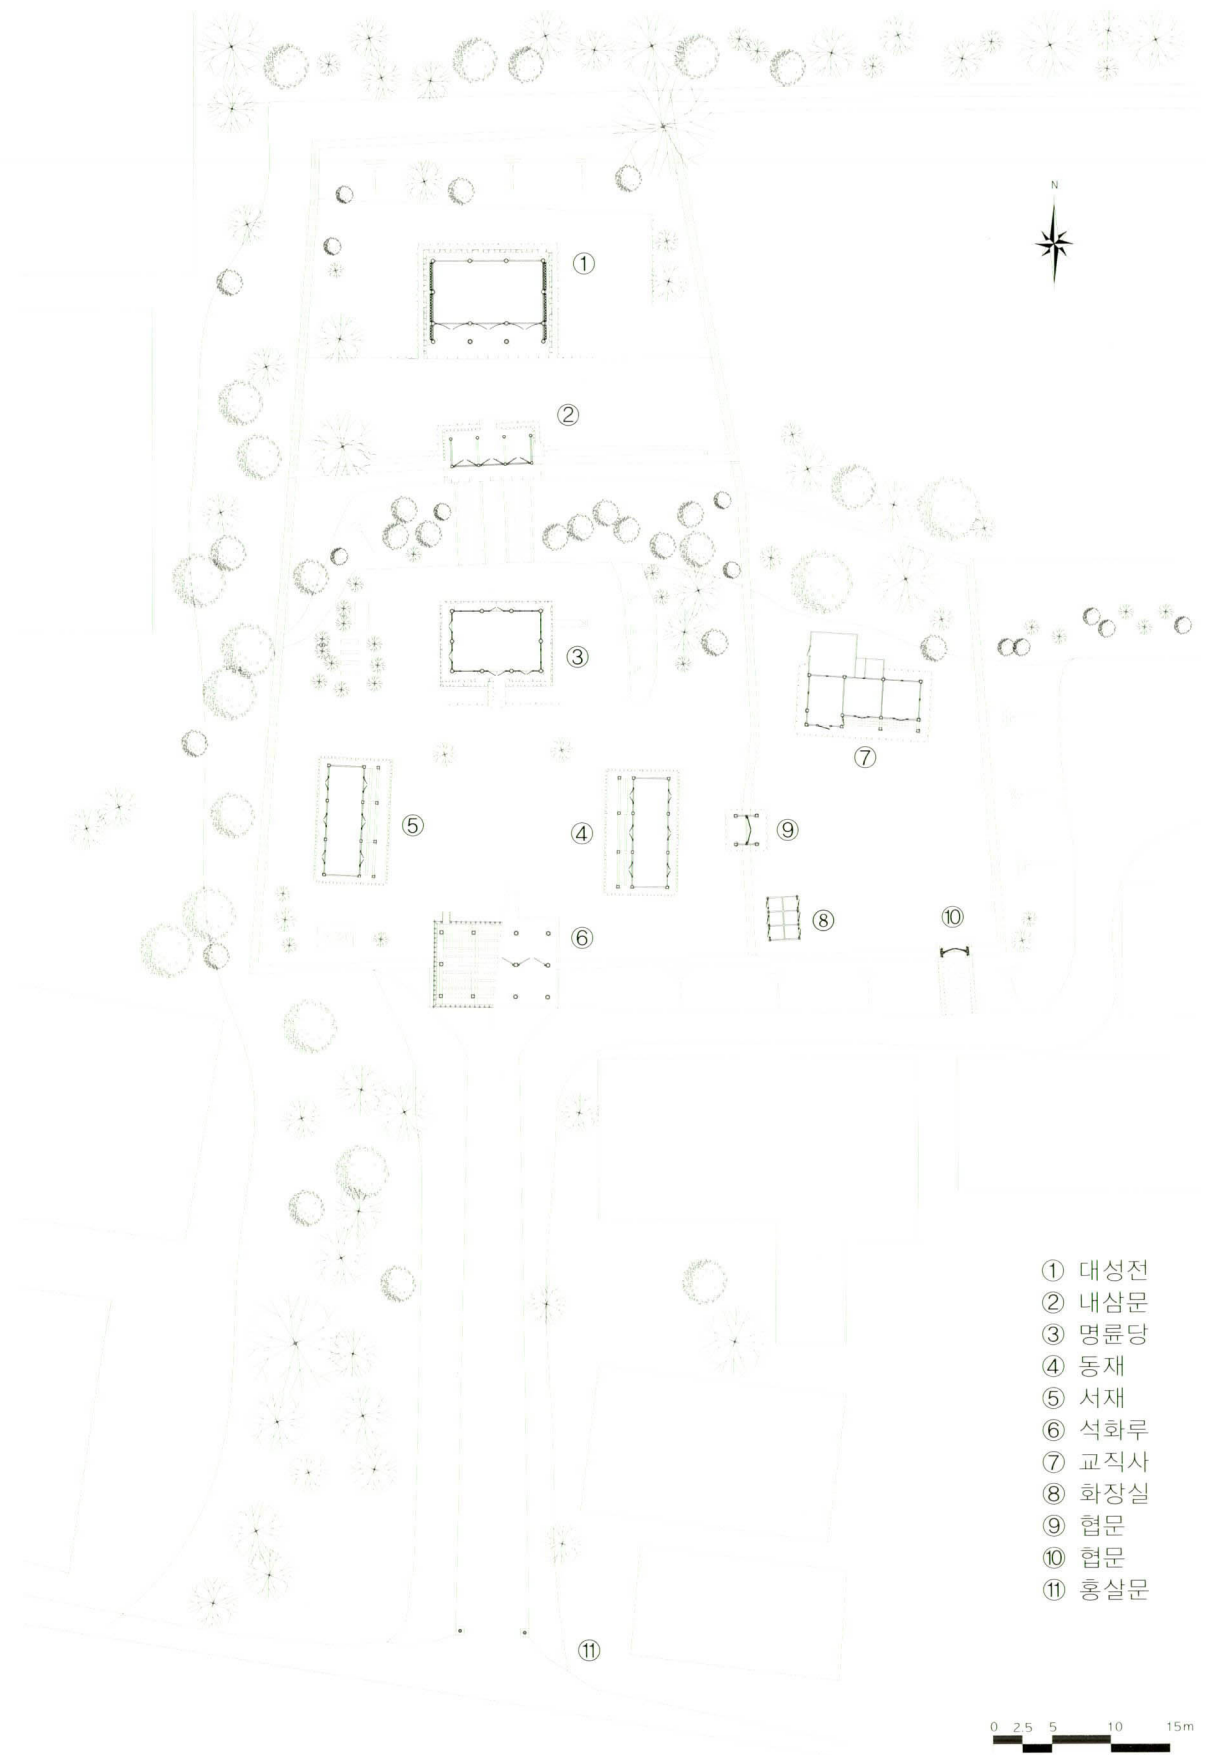 N
①
②
③
⑦
⑤
④
⑨
⑧
⑩
⑥
① 대성전
② 내삼문
③ 명륜당
④ 동재
⑤ 서재
⑥ 석화루
⑦ 교직사
⑧ 화장실
⑨ 협문
⑩ 협문
⑪ 홍살문
⑪
0 2.5 5 10 15m